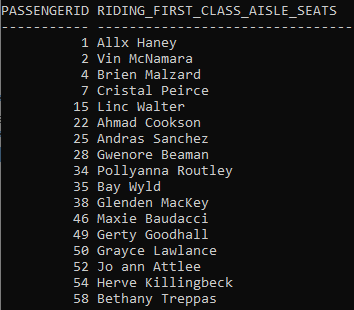 PASSENGERID RIDING_FIRST_CLASS_AISLE_SEATS
----------- --------------------------------
1 Allx Haney
2 Vin McNamara
4 Brien Malzard
7 Cristal Peirce
15 Linc Walter
22 Ahmad Cookson
25 Andras Sanchez
28 Gwenore Beaman
34 Pollyanna Routley
35 Bay Wyld
38 Glenden MacKey
46 Maxie Baudacci
49 Gerty Goodhall
50 Grayce Lawlance
52 Jo ann Attlee
54 Herve Killingbeck
58 Bethany Treppas